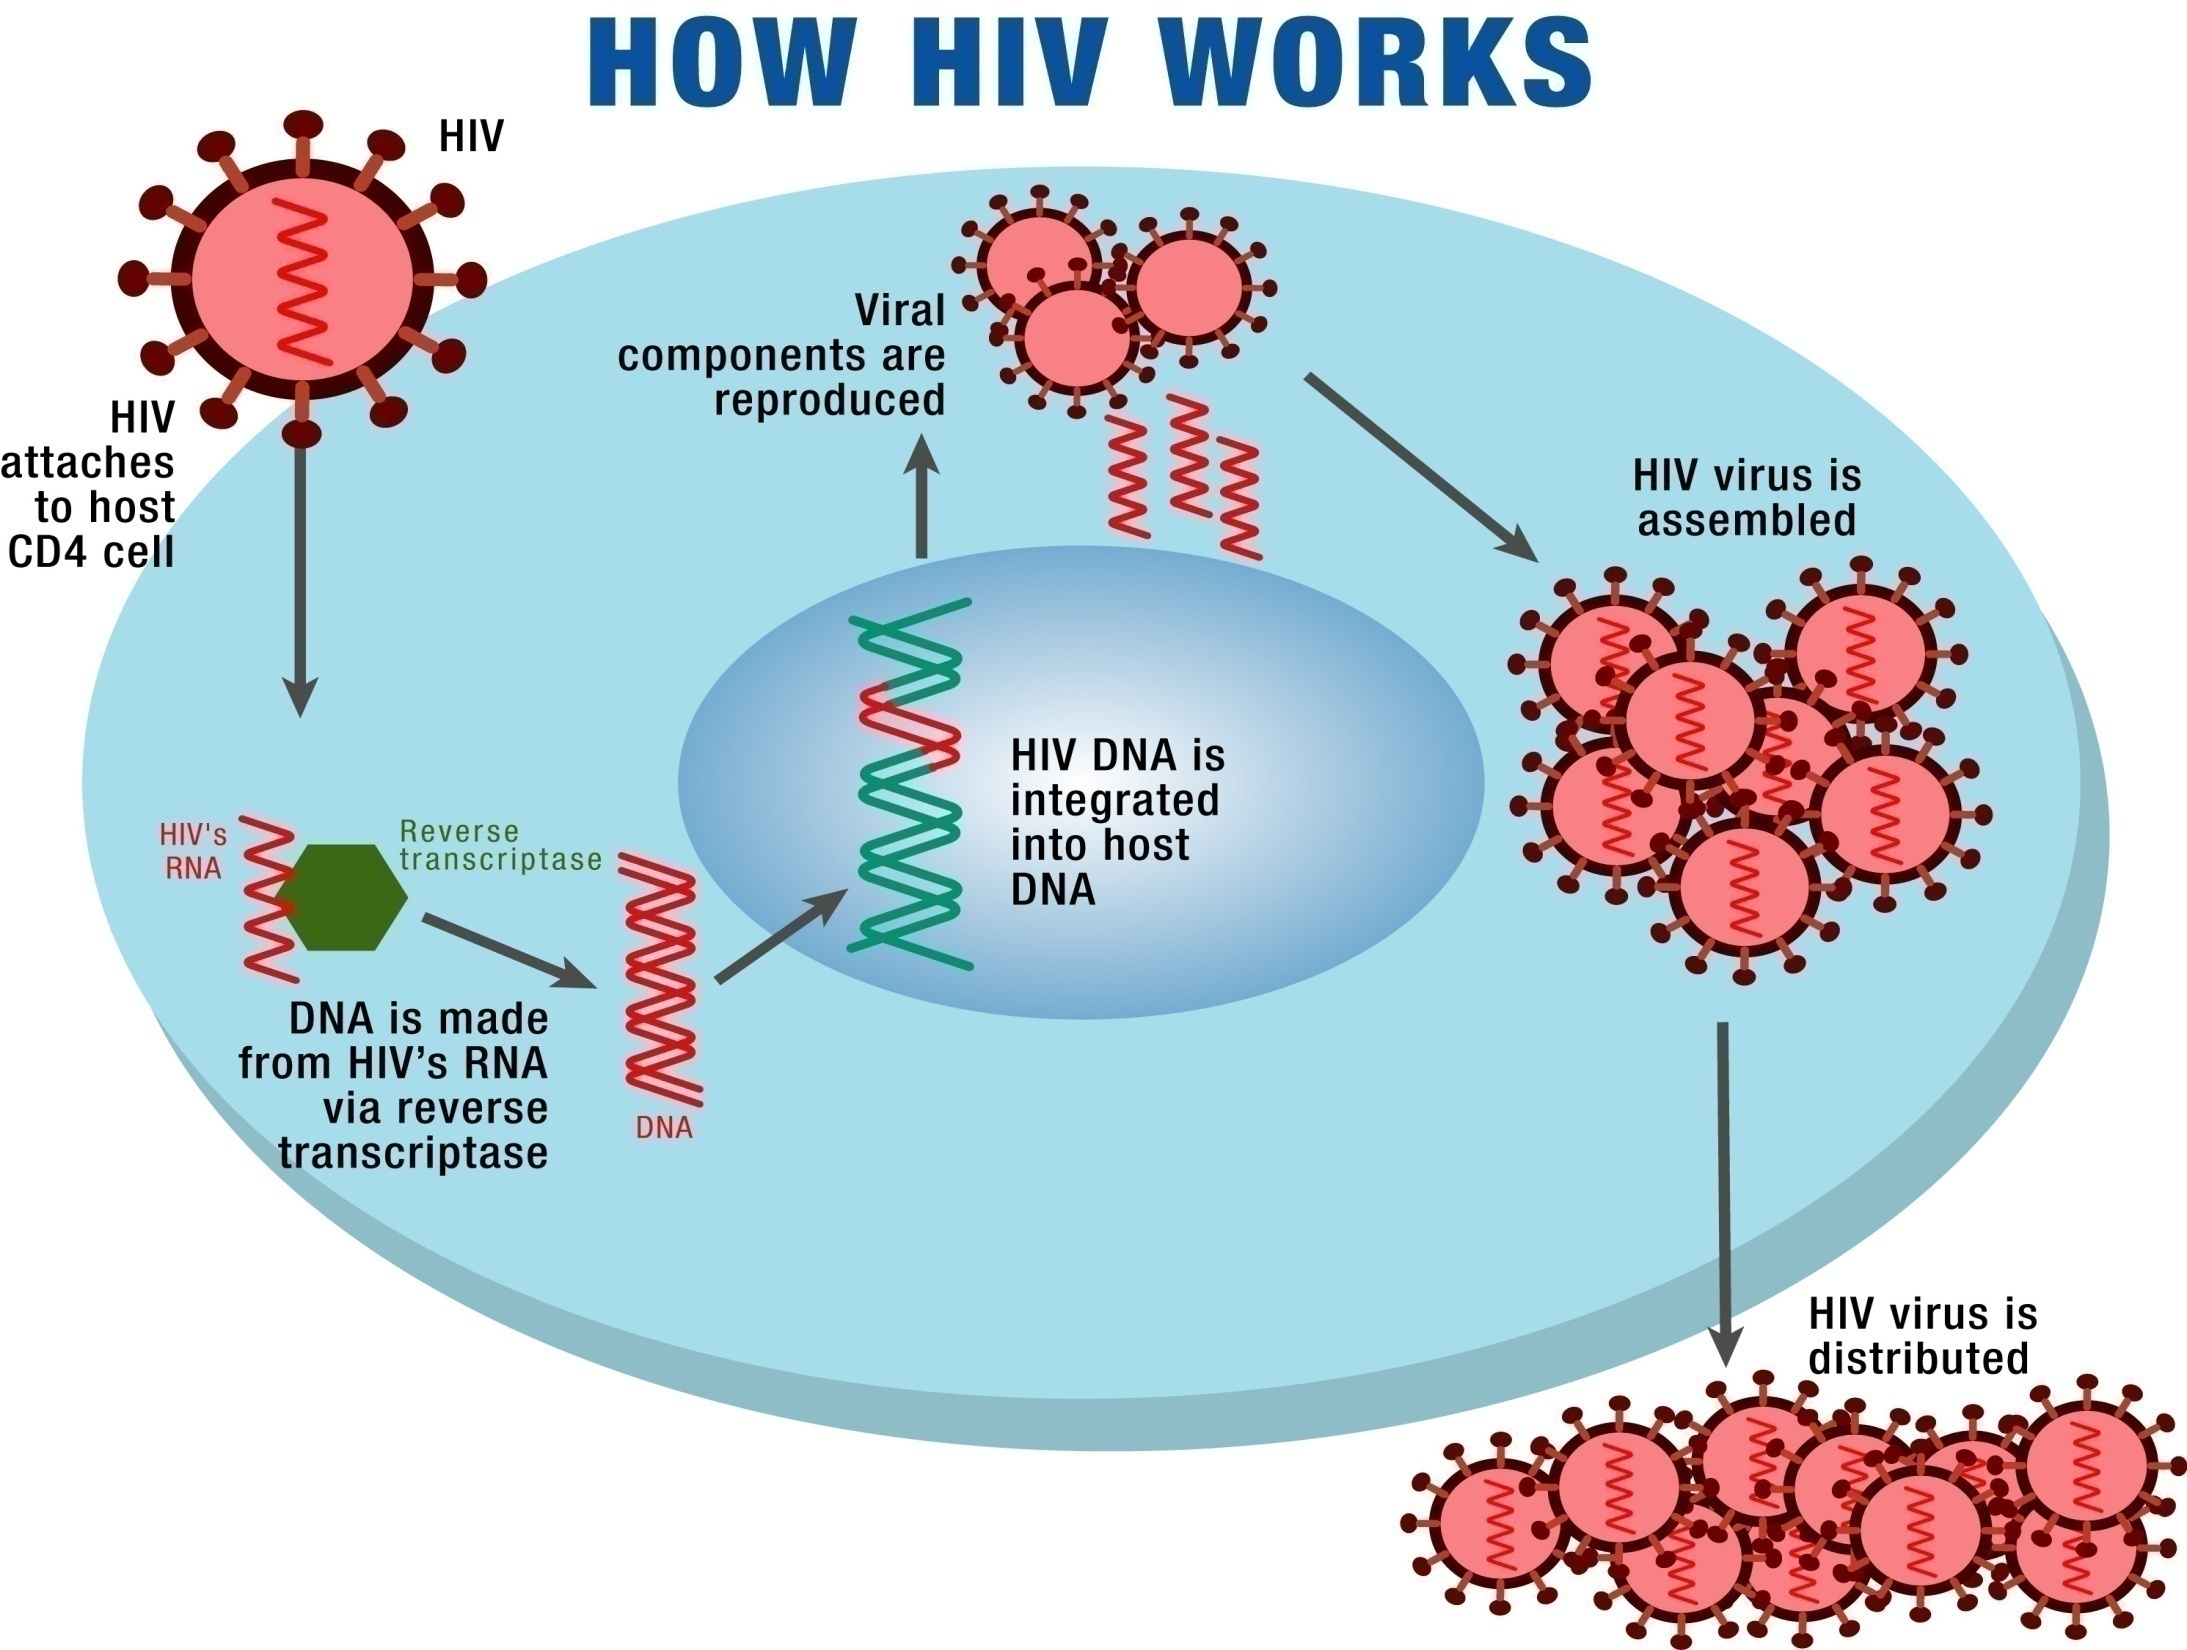 HOW HIV WORKS
HIV
HIV
attaches
to host
CD4 cell
HIV's
RNA
Reverse
transcriptase
DNA is made
from HIV’s RNA
via reverse
transcriptase
DNA
HIV DNA is
integrated
into host
DNA
Viral
components are
reproduced
HIV virus is
assembled
HIV virus is
distributed